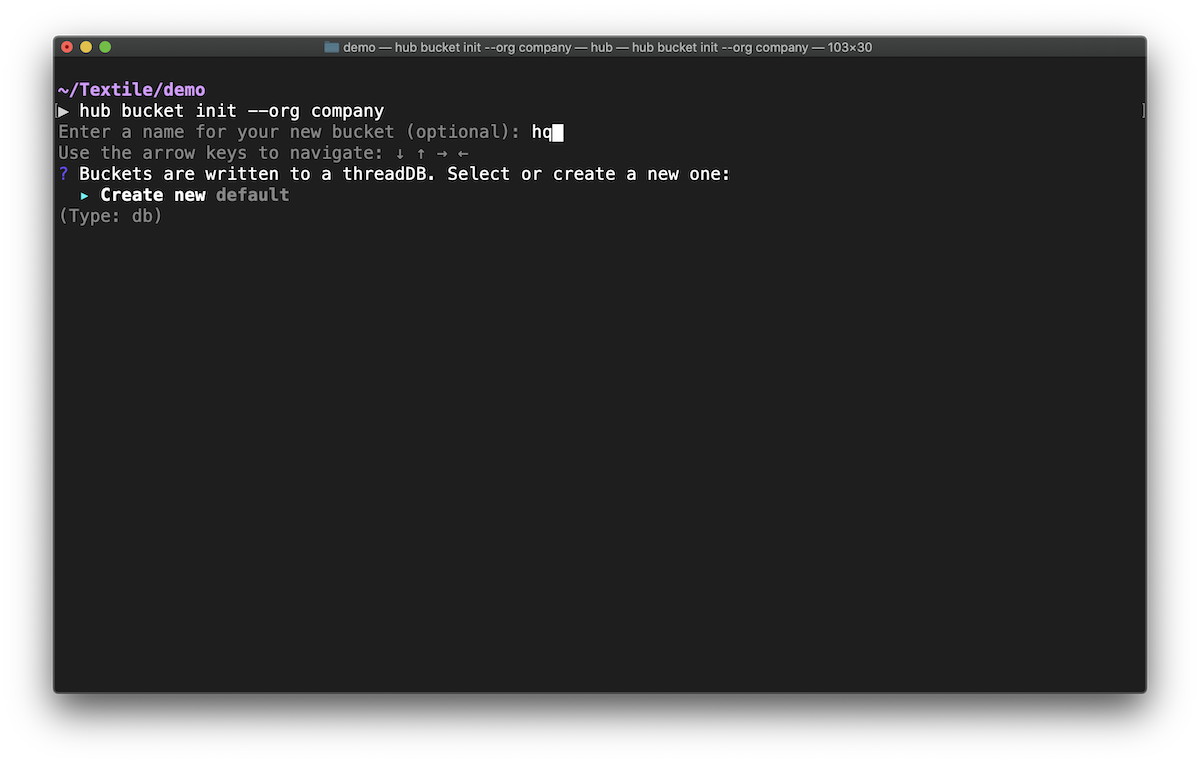 demo — hub bucket init --org company — hub — hub bucket init --org company — 103×30
~/Textile/demo
▶ hub bucket init --org company
Enter a name for your new bucket (optional): hq
Use the arrow keys to navigate: ↓ ↑ → ←
? Buckets are written to a threadDB. Select or create a new one:
▸ Create new default
(Type: db)